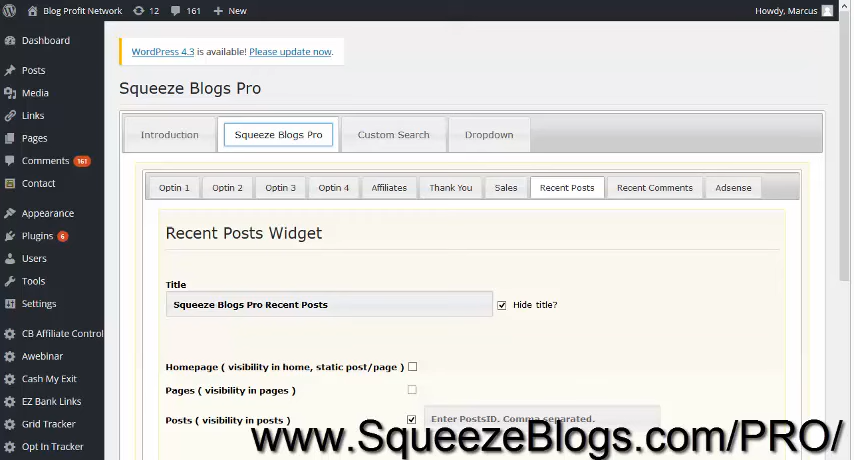 Blog Profit Network 12 161 New Howdy, Marcus
Dashboard
Posts
Media
Links
Pages
Comments 161
Contact
Appearance
Plugins 6
Users
Tools
Settings
CB Affiliate Control
Awebinar
Cash My Exit
EZ Bank Links
Grid Tracker
Opt In Tracker
WordPress 4.3 is available! Please update now.
Squeeze Blogs Pro
Introduction Squeeze Blogs Pro Custom Search Dropdown
Optin 1 Optin 2 Optin 3 Optin 4 Affiliates Thank You Sales Recent Posts Recent Comments Adsense
Recent Posts Widget
Title
Squeeze Blogs Pro Recent Posts Hide title?
Homepage ( visibility in home, static post/page )
Pages ( visibility in pages )
Posts ( visibility in posts ) Enter PostsID. Comma separated.
www.SqueezeBlogs.com/PRO/